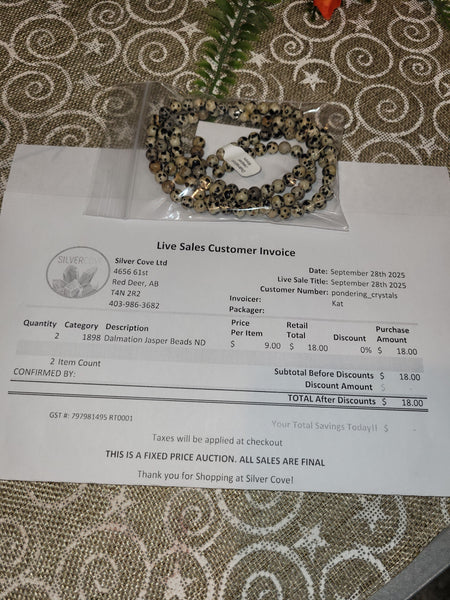 Live Sales Customer Invoice
SILVERCOVE
Silver Cove Ltd
4656 61st
Red Deer, AB
T4N 2R2
403-986-3682
Date: September 28th 2025
Live Sale Title: September 28th 2025
Customer Number: pondering_crystals
Invoicer: Kat
Packager:
Quantity Category Description Price Per Item Retail Total Discount Purchase Amount
2 1898 Dalmation Jasper Beads ND $ 9.00 $ 18.00 0% $ 18.00
2 Item Count
Subtotal Before Discounts $ 18.00
CONFIRMED BY:
Discount Amount $ -
TOTAL After Discounts $ 18.00
GST #: 797981495 RT0001
Your Total Savings Today!! $ -
Taxes will be applied at checkout
THIS IS A FIXED PRICE AUCTION. ALL SALES ARE FINAL
Thank you for Shopping at Silver Cove!